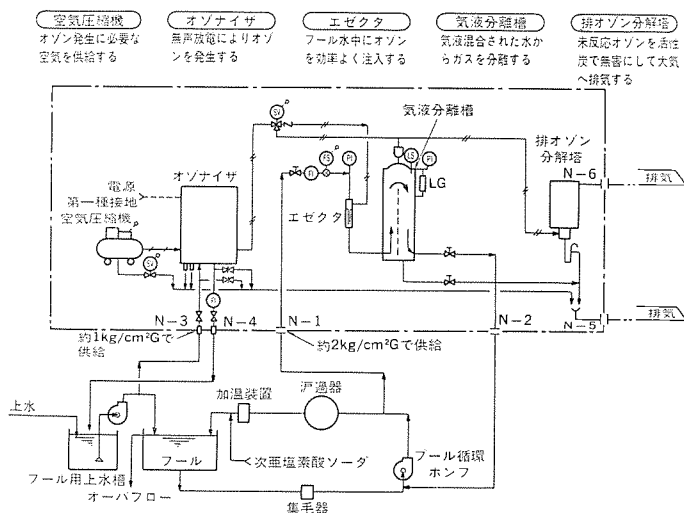 空気圧縮機
オゾン発生に必要な
空気を供給する
オゾナイザ
無声放電によりオゾ
ンを発生する
エゼクタ
フール水中にオゾン
を効率よく注入する
気液分離槽
気液混合された水か
らガスを分離する
排オゾン分解塔
未反応オゾンを活性
炭で無害にして大気
へ排気する
SV
気液分離槽
オゾナイザ
FI
FS
PI
LS
PI
LG
排オゾン
分解塔
N-6
排気
電源
第一種接地
空気圧縮機
エゼクタ
SV
FI
N-3
N-4
N-1
N-2
N-5
排気
約1kg/cm²Gで
供給
約2kg/cm²Gで供給
加温装置
沪過器
上水
プール用上水槽
フール
次亜塩素酸ソーダ
プール循環
ホンフ
オーバフロー
集毛器